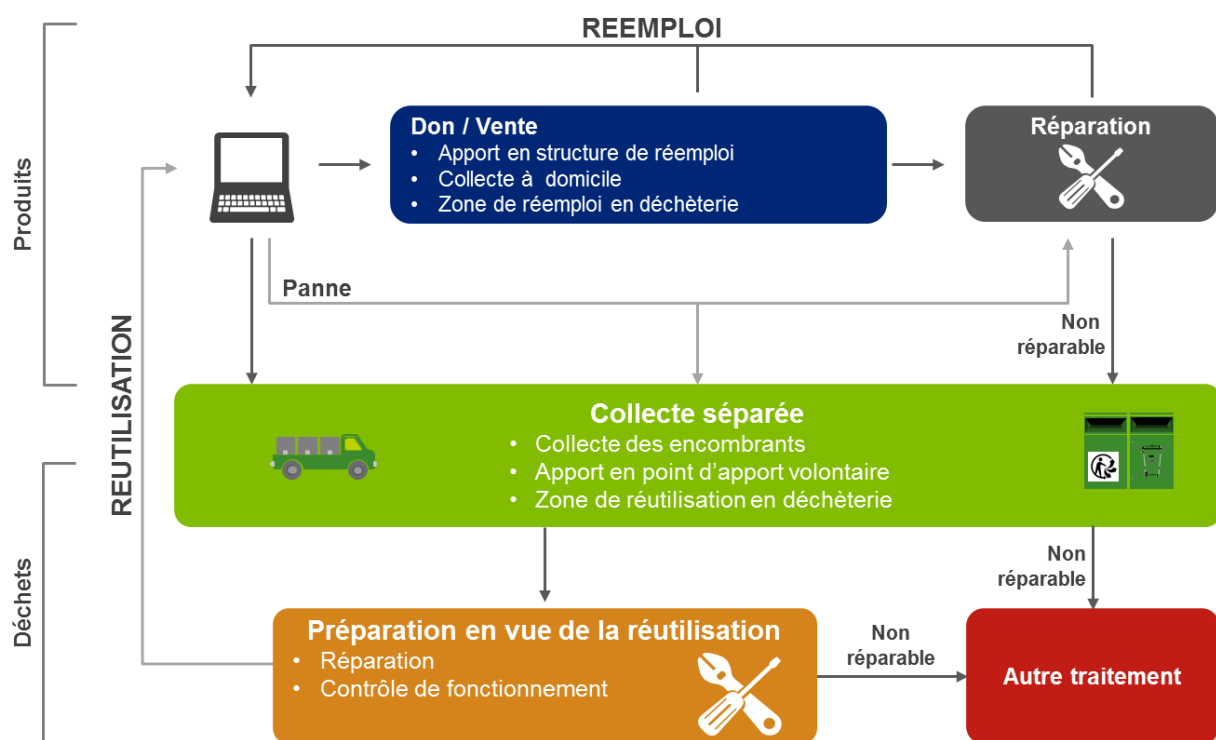 REEMPLOI
Produits
Don / Vente
• Apport en structure de réemploi
• Collecte à domicile
• Zone de réemploi en déchèterie
Réparation
Panne
Non
réparable
REUTILISATION
Collecte séparée
• Collecte des encombrants
• Apport en point d'apport volontaire
• Zone de réutilisation en déchèterie
Déchets
Non
réparable
Préparation en vue de la réutilisation
• Réparation
• Contrôle de fonctionnement
Non
réparable
Autre traitement